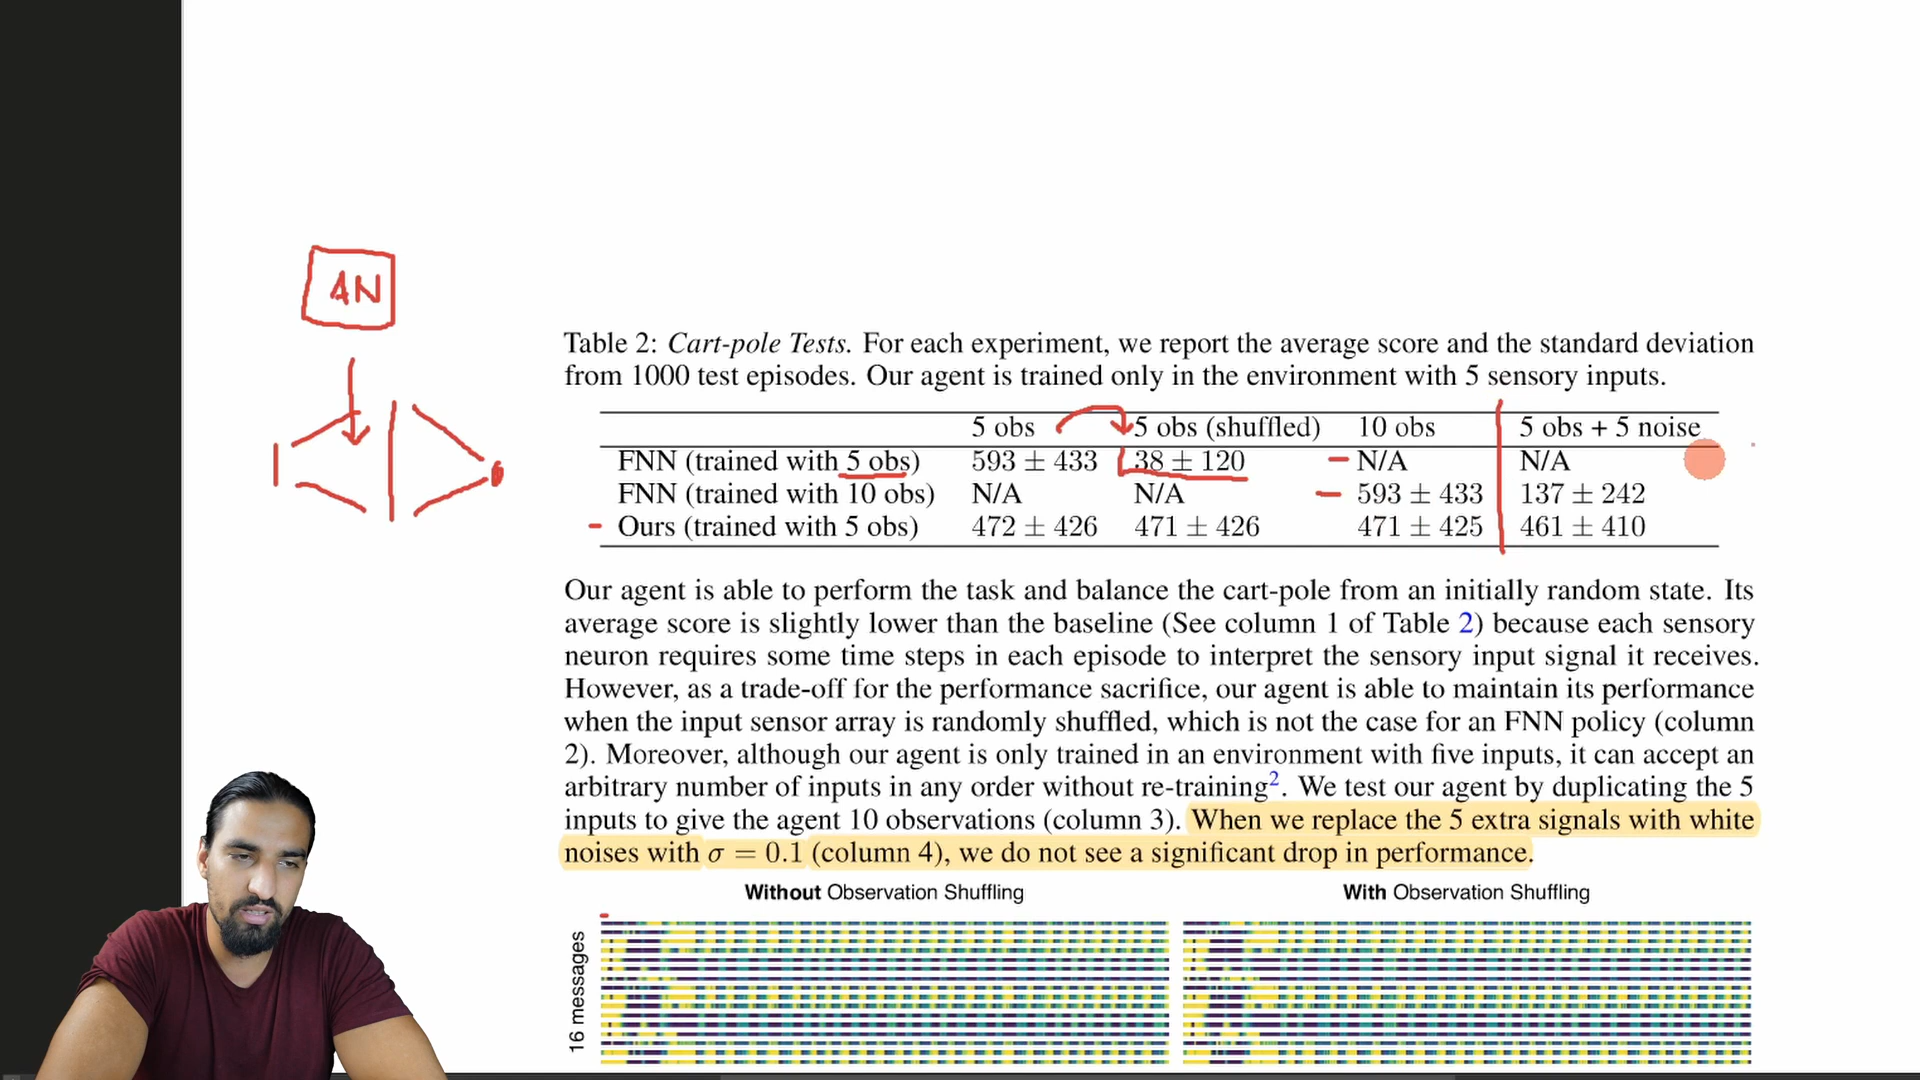 AN
Table 2: Cart-pole Tests. For each experiment, we report the average score and the standard deviation
from 1000 test episodes. Our agent is trained only in the environment with 5 sensory inputs.
5 obs 5 obs (shuffled) 10 obs 5 obs + 5 noise
FNN (trained with 5 obs) 593 ± 433 38 ± 120 N/A N/A
FNN (trained with 10 obs) N/A N/A 593 ± 433 137 ± 242
Ours (trained with 5 obs) 472 ± 426 471 ± 426 471 ± 425 461 ± 410
Our agent is able to perform the task and balance the cart-pole from an initially random state. Its
average score is slightly lower than the baseline (See column 1 of Table 2) because each sensory
neuron requires some time steps in each episode to interpret the sensory input signal it receives.
However, as a trade-off for the performance sacrifice, our agent is able to maintain its performance
when the input sensor array is randomly shuffled, which is not the case for an FNN policy (column
2). Moreover, although our agent is only trained in an environment with five inputs, it can accept an
arbitrary number of inputs in any order without re-training². We test our agent by duplicating the 5
inputs to give the agent 10 observations (column 3). When we replace the 5 extra signals with white
noises with σ = 0.1 (column 4), we do not see a significant drop in performance.
Without Observation Shuffling With Observation Shuffling
16 messages